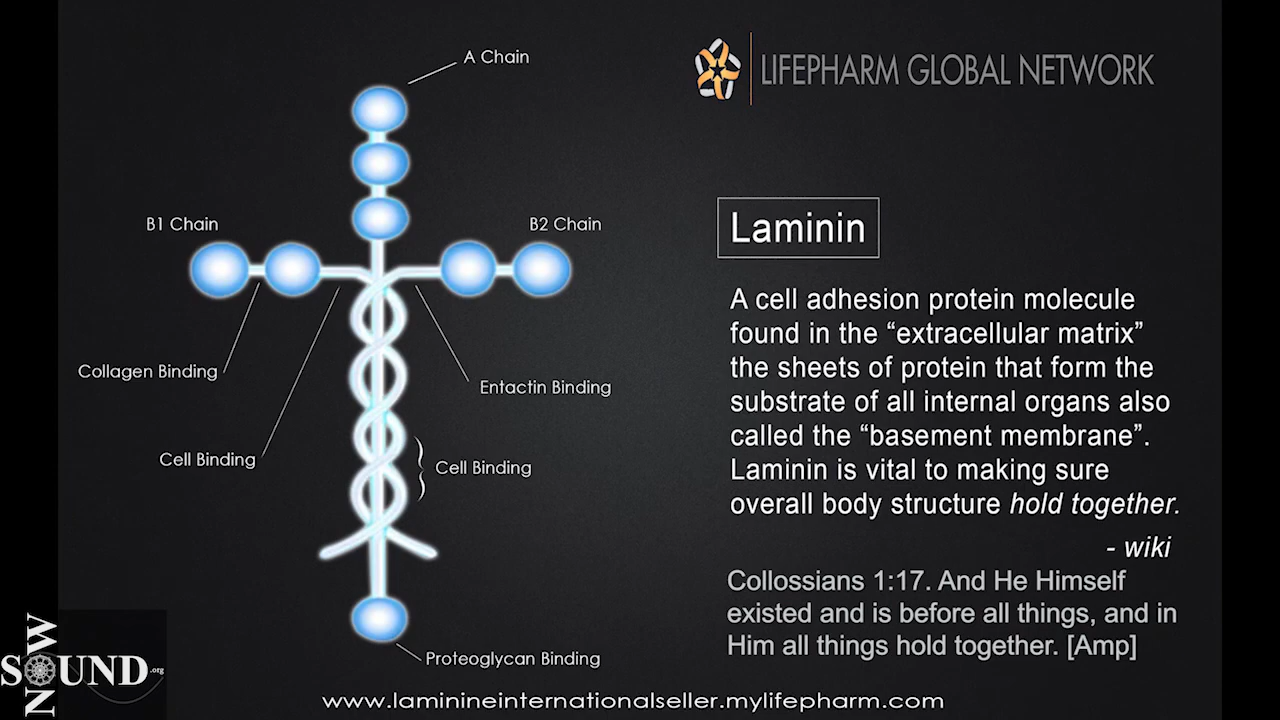 A Chain
LIFEPHARM GLOBAL NETWORK
B1 Chain
B2 Chain
Laminin
A cell adhesion protein molecule
found in the “extracellular matrix”
the sheets of protein that form the
substrate of all internal organs also
called the “basement membrane”.
Laminin is vital to making sure
overall body structure hold together.
- wiki
Collagen Binding
Entactin Binding
Cell Binding
Cell Binding
Collossians 1:17. And He Himself
existed and is before all things, and in
Him all things hold together. [Amp]
Proteoglycan Binding
NOW
SOUND.org
www.laminineinternationalseller.mylifepharm.com